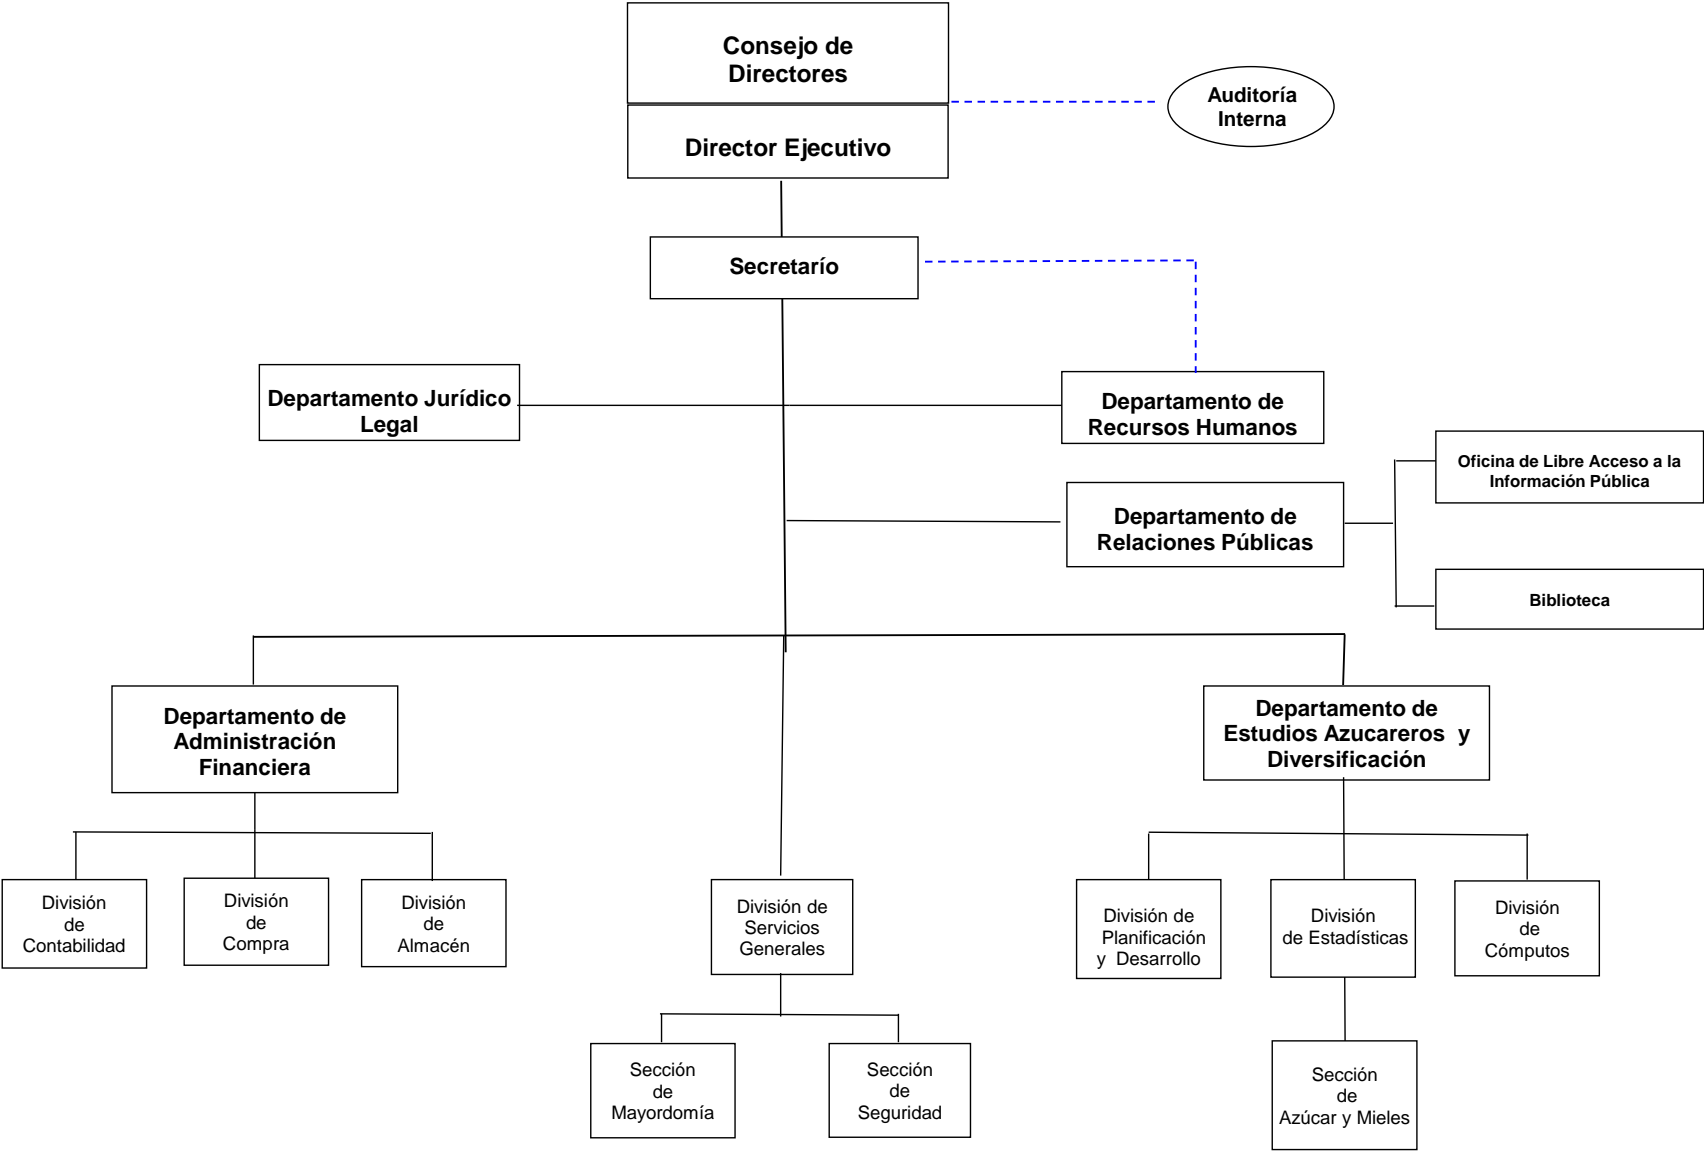 Consejo de
Directores
Auditoría
Interna
Director Ejecutivo
Secretarío
Departamento Jurídico
Legal
Departamento de
Recursos Humanos
Oficina de Libre Acceso a la
Información Pública
Departamento de
Relaciones Públicas
Biblioteca
Departamento de
Administración
Financiera
Departamento de
Estudios Azucareros y
Diversificación
División
de
Contabilidad
División
de
Compra
División
de
Almacén
División de
Servicios
Generales
División de
Planificación
y Desarrollo
División
de Estadísticas
División
de
Cómputos
Sección
de
Mayordomía
Sección
de
Seguridad
Sección
de
Azúcar y Mieles